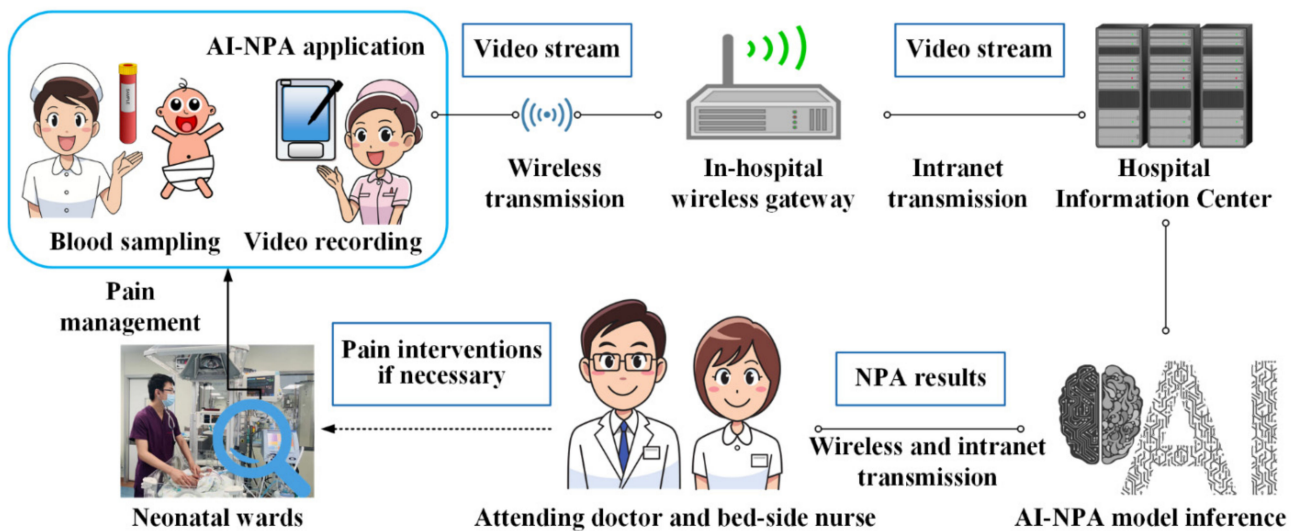 AI-NPA application
Blood sampling
Video recording
Video stream
Wireless
transmission
In-hospital
wireless gateway
Video stream
Intranet
transmission
Hospital
Information Center
Pain
management
Pain interventions
if necessary
NPA results
Wireless and intranet
transmission
Neonatal wards
Attending doctor and bed-side nurse
AI
AI-NPA model inference